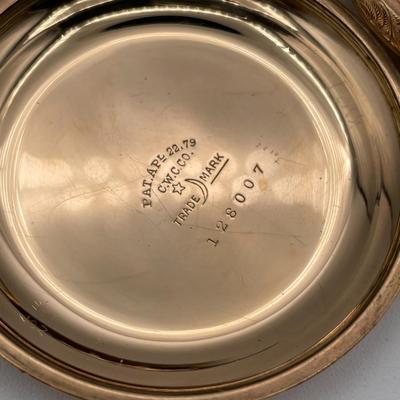 PAT. APL 22,79
C.W.C.CO.
TRADE MARK
128007